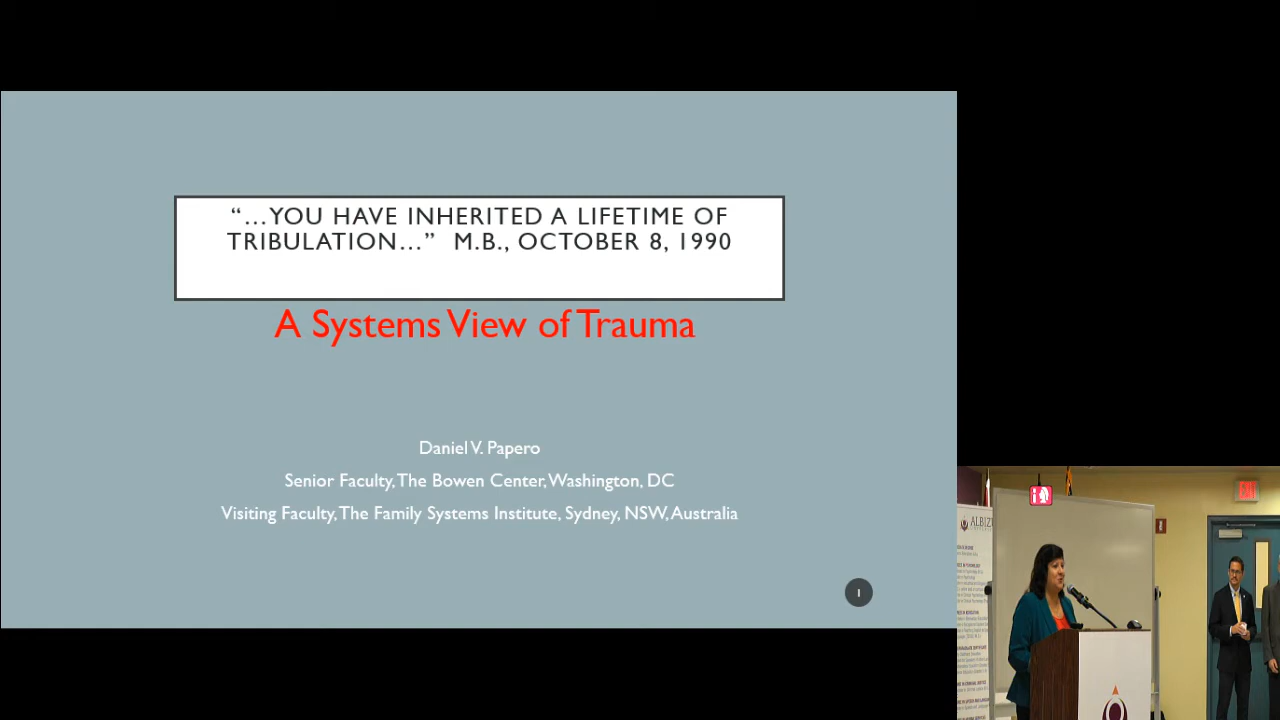 “...YOU HAVE INHERITED A LIFETIME OF
TRIBULATION...” M.B., OCTOBER 8, 1990
A Systems View of Trauma
Daniel V. Papero
Senior Faculty, The Bowen Center, Washington, DC
Visiting Faculty, The Family Systems Institute, Sydney, NSW, Australia
1
ALBIZU
EXIT